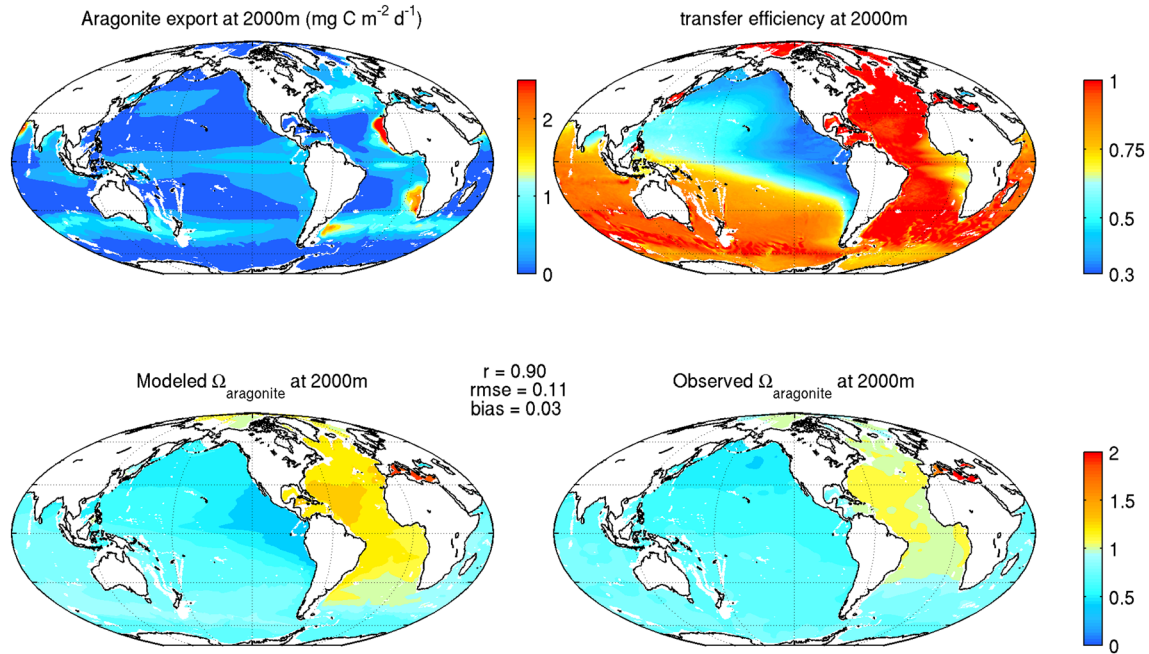 Aragonite export at 2000m (mg C m⁻² d⁻¹)
transfer efficiency at 2000m
2
1
0
1
0.75
0.5
0.3
Modeled Ωaragonite at 2000m
r = 0.90
rmse = 0.11
bias = 0.03
Observed Ωaragonite at 2000m
2
1.5
1
0.5
0